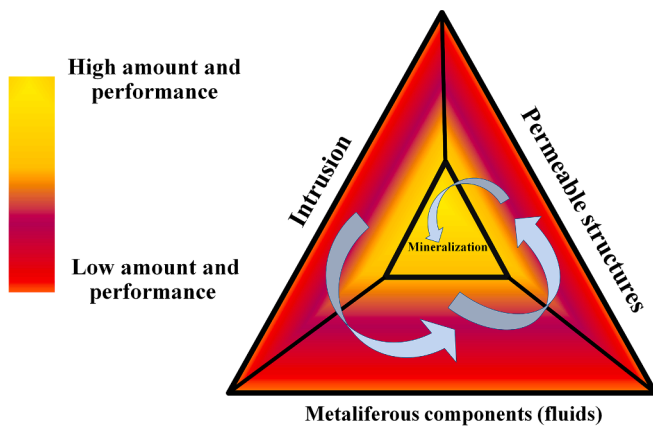 High amount and
performance
Low amount and
performance
Intrusion
Permeable structures
Mineralization
Metaliferous components (fluids)